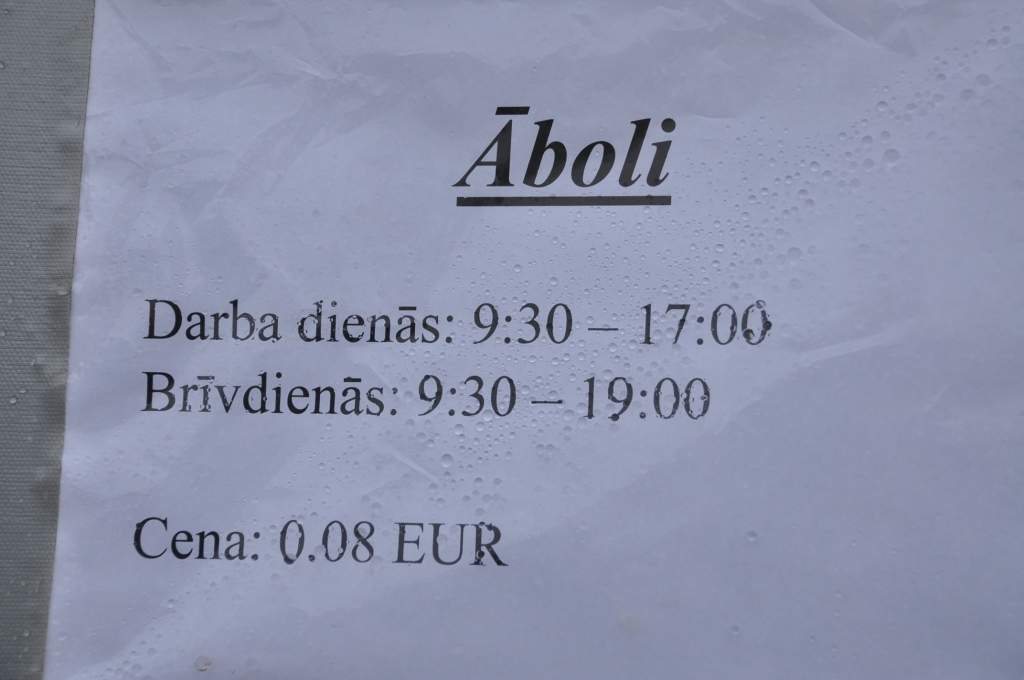 Āboli
Darba dienās: 9:30 – 17:00
Brīvdienās: 9:30 – 19:00
Cena: 0.08 EUR